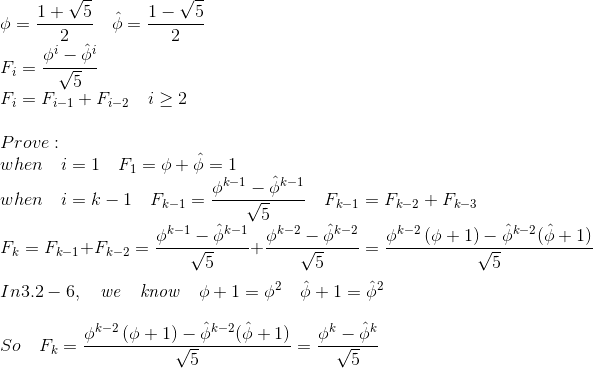 ϕ = (1 + √5)/2    ϕ̂ = (1 − √5)/2
F_i = (ϕ^i − ϕ̂^i)/√5
F_i = F_{i−1} + F_{i−2}    i ≥ 2
Prove :
when    i = 1    F_1 = ϕ + ϕ̂ = 1
when    i = k − 1    F_{k−1} = (ϕ^{k−1} − ϕ̂^{k−1})/√5    F_{k−1} = F_{k−2} + F_{k−3}
F_k = F_{k−1} + F_{k−2} = (ϕ^{k−1} − ϕ̂^{k−1})/√5 + (ϕ^{k−2} − ϕ̂^{k−2})/√5 = (ϕ^{k−2} (ϕ + 1) − ϕ̂^{k−2}(ϕ̂ + 1))/√5
In3.2 − 6,    we    know    ϕ + 1 = ϕ^2    ϕ̂ + 1 = ϕ̂^2
So    F_k = (ϕ^{k−2} (ϕ + 1) − ϕ̂^{k−2}(ϕ̂ + 1))/√5 = (ϕ^k − ϕ̂^k)/√5